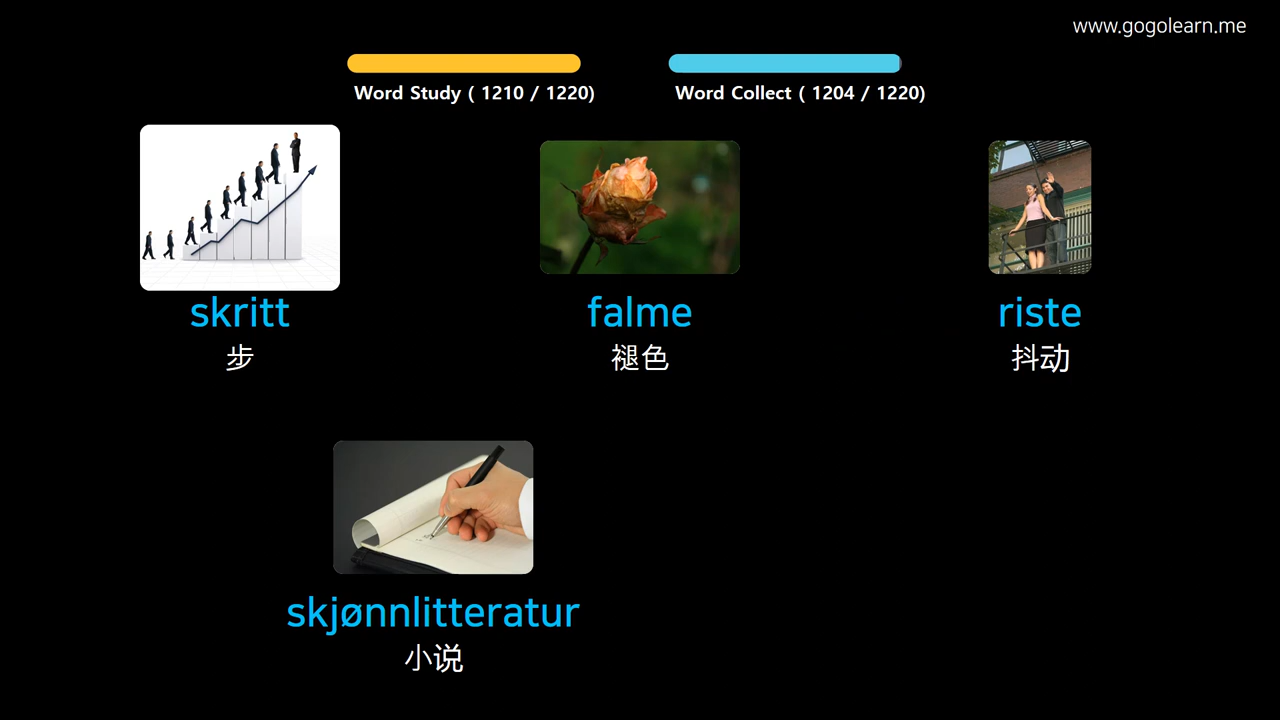 www.gogolearn.me
Word Study ( 1210 / 1220)
Word Collect ( 1204 / 1220)
skritt
步
falme
褪色
riste
抖动
skjønnlitteratur
小说